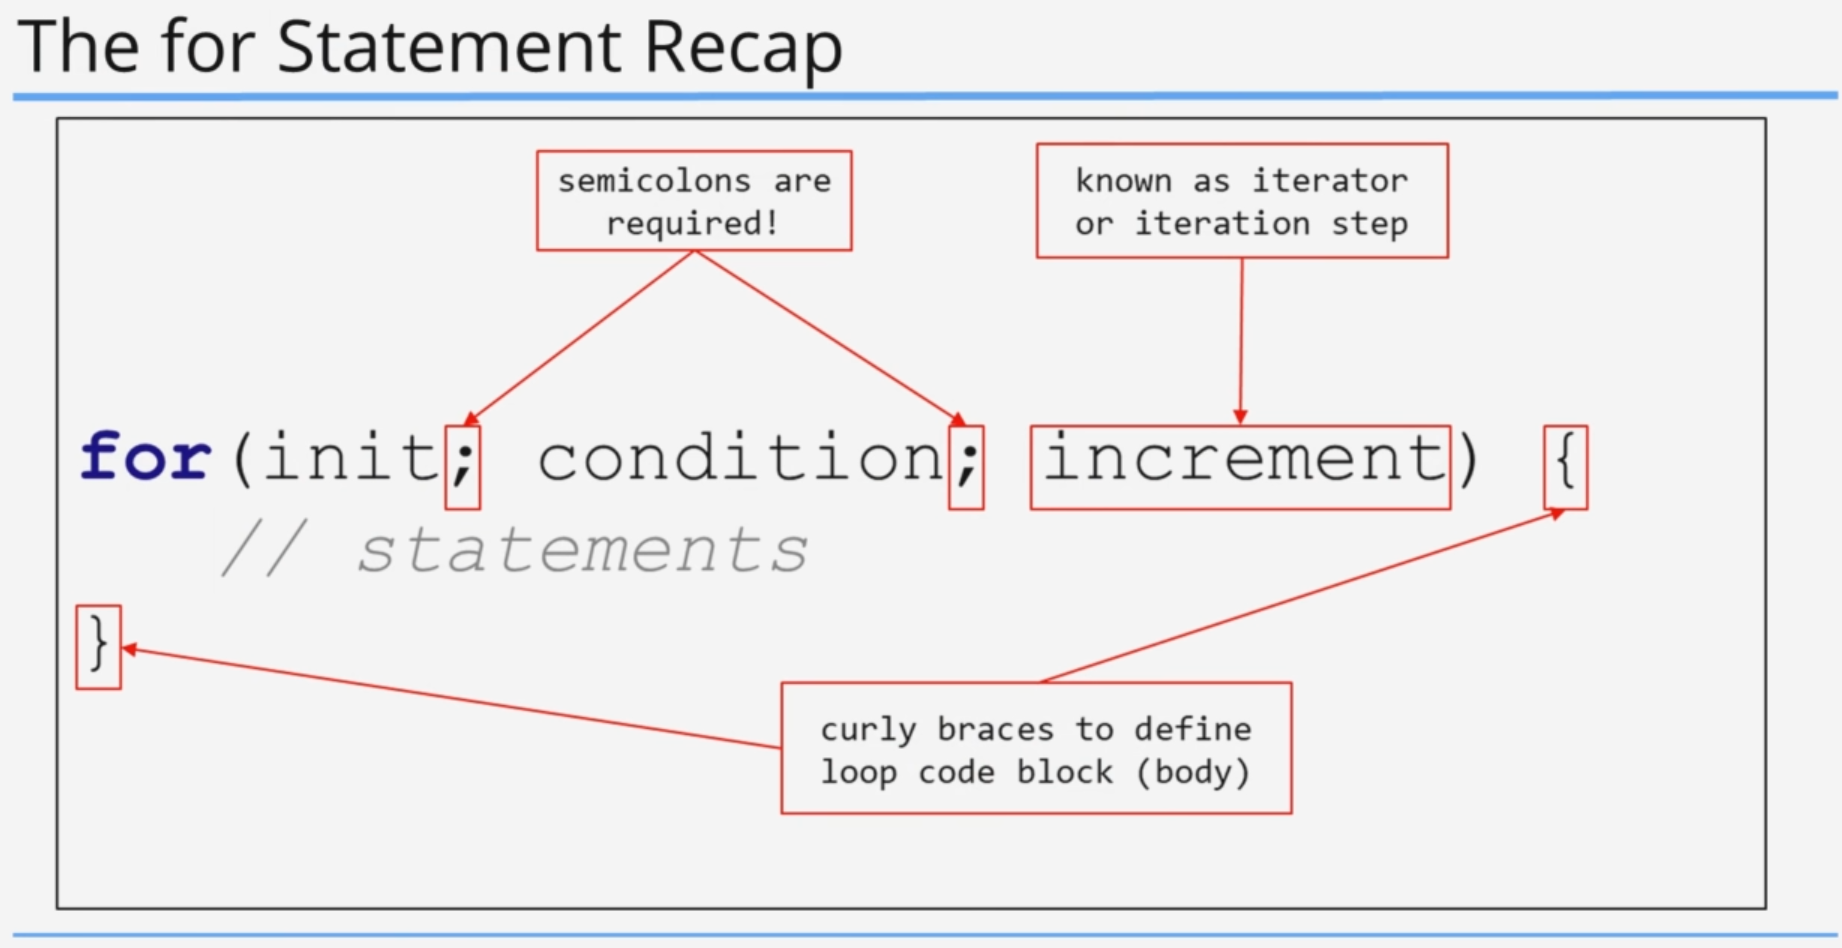 The for Statement Recap
semicolons are
required!
known as iterator
or iteration step
for(init; condition; increment) {
// statements
}
curly braces to define
loop code block (body)